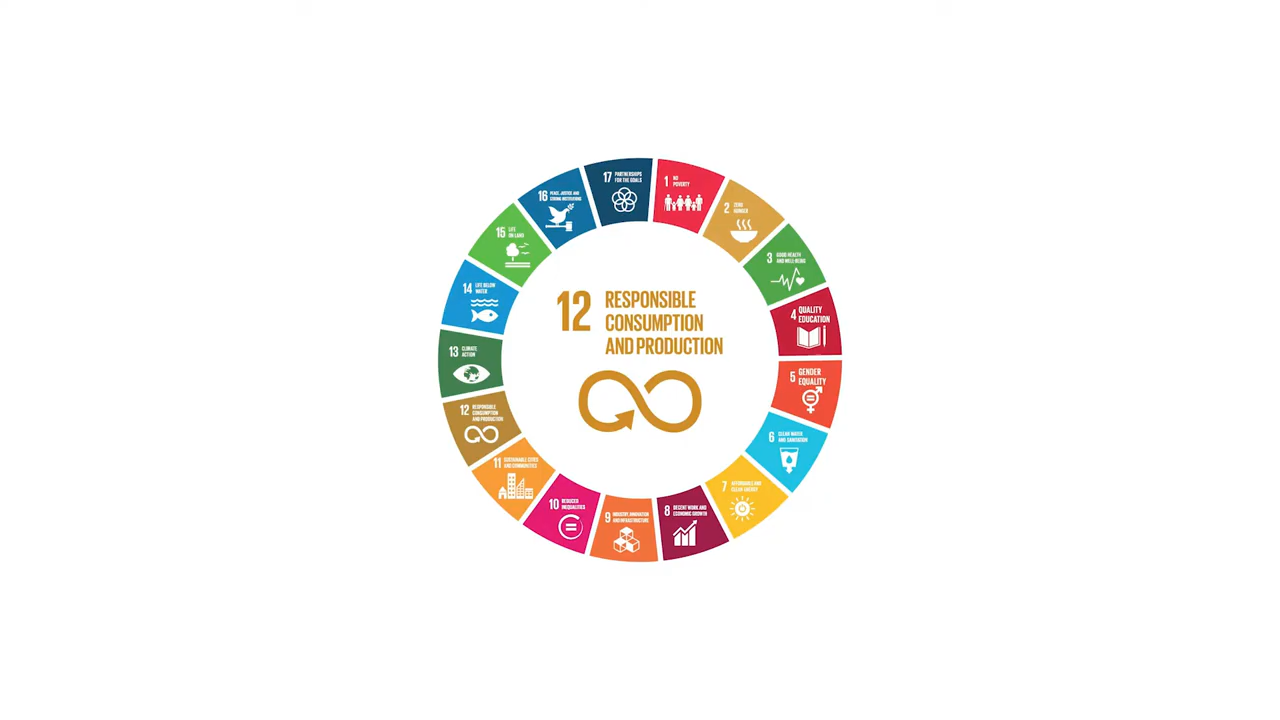 12 RESPONSIBLE
CONSUMPTION
AND PRODUCTION
1 NO
POVERTY
2 ZERO
HUNGER
3 GOOD HEALTH
AND WELL-BEING
4 QUALITY
EDUCATION
5 GENDER
EQUALITY
6 CLEAN WATER
AND SANITATION
7 AFFORDABLE AND
CLEAN ENERGY
8 DECENT WORK AND
ECONOMIC GROWTH
9 INDUSTRY, INNOVATION
AND INFRASTRUCTURE
10 REDUCED
INEQUALITIES
11 SUSTAINABLE CITIES
AND COMMUNITIES
12 RESPONSIBLE
CONSUMPTION
AND PRODUCTION
13 CLIMATE
ACTION
14 LIFE BELOW
WATER
15 LIFE
ON LAND
16 PEACE, JUSTICE AND
STRONG INSTITUTIONS
17 PARTNERSHIPS
FOR THE GOALS